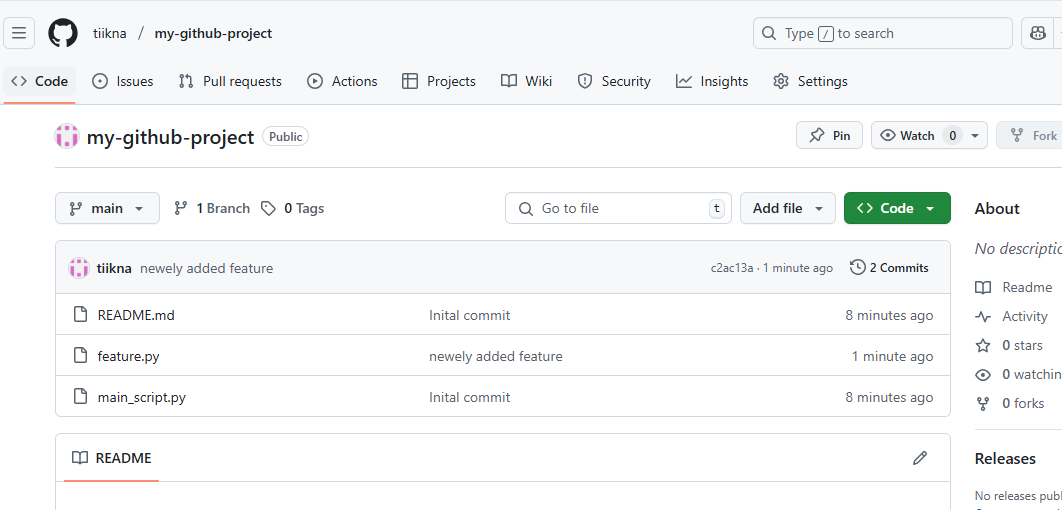 tiikna / my-github-project Type / to search
Code Issues Pull requests Actions Projects Wiki Security Insights Settings
my-github-project Public Pin Watch 0 Fork
main 1 Branch 0 Tags Go to file t Add file Code About
tiikna newely added feature c2ac13a · 1 minute ago 2 Commits No descriptio
README.md Inital commit 8 minutes ago Readme
Activity
0 stars
feature.py newely added feature 1 minute ago
0 watchin
main_script.py Inital commit 8 minutes ago
0 forks
README
Releases
No releases publ